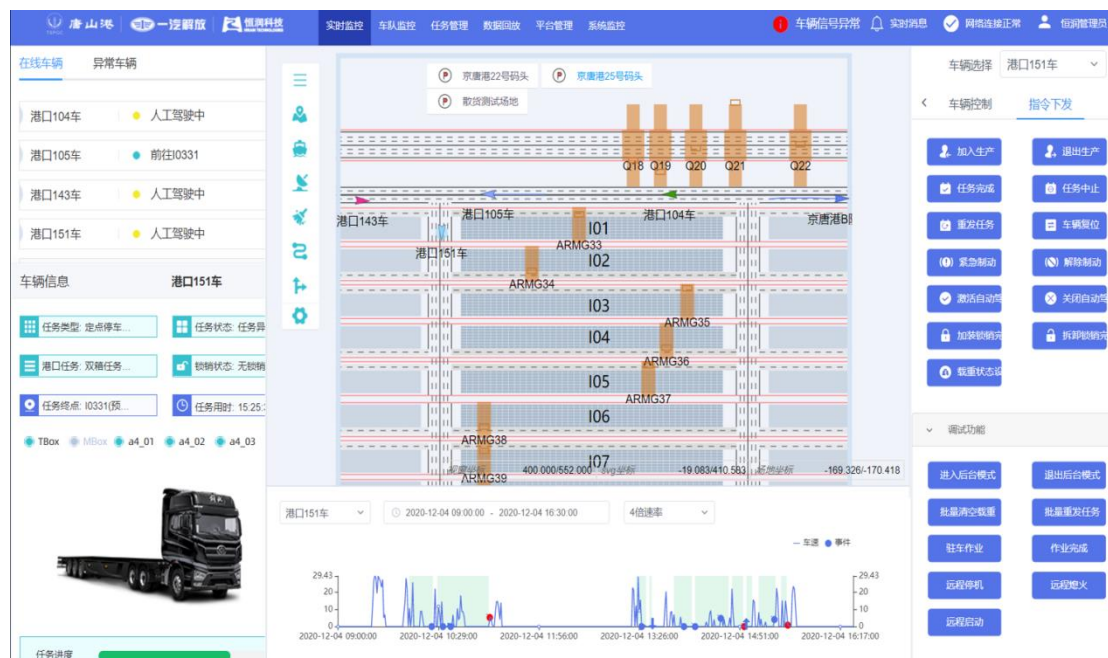 唐山港 一汽解放 恒润科技 实时监控 车队监控 任务管理 数据回放 平台管理 系统监控 车辆信号异常 实时消息 网络连接正常 恒润管理员
在线车辆 异常车辆
港口104车 人工驾驶中
港口105车 前往I0331
港口143车 人工驾驶中
港口151车 人工驾驶中
车辆信息 港口151车
任务类型: 定点停车... 任务状态: 任务异
港口任务: 双箱任务... 锁销状态: 无锁销
任务终点: I0331(预... 任务用时: 15:25:
TBox MBox a4_01 a4_02 a4_03
任务进度
京唐港22号码头 京唐港25号码头
散货测试场地
Q18 Q19 Q20 Q21 Q22
港口143车 港口105车 港口104车 京唐港B
港口151车
I01
ARMG33
I02
ARMG34
I03
ARMG35
I04
ARMG36
I05
ARMG37
I06
ARMG38
I07
400.000/552.000 svg坐标 -19.083/410.583 -169.326/-170.418
ARMG39
港口151车 2020-12-04 09:00:00 - 2020-12-04 16:30:00 4倍速率
车速 事件
29.43 29.43
20 20
10 10
0 0
2020-12-04 09:00:00 2020-12-04 10:29:00 2020-12-04 11:56:00 2020-12-04 13:26:00 2020-12-04 14:51:00 2020-12-04 16:17:00
车辆选择 港口151车
车辆控制 指令下发
加入生产 退出生产
任务完成 任务中止
重发任务 车辆复位
紧急制动 解除制动
激活自动驾 关闭自动驾
加装锁销完 拆卸锁销完
载重状态设
调试功能
进入后台模式 退出后台模式
批量清空载重 批量重发任务
驻车作业 作业完成
远程停机 远程熄火
远程启动